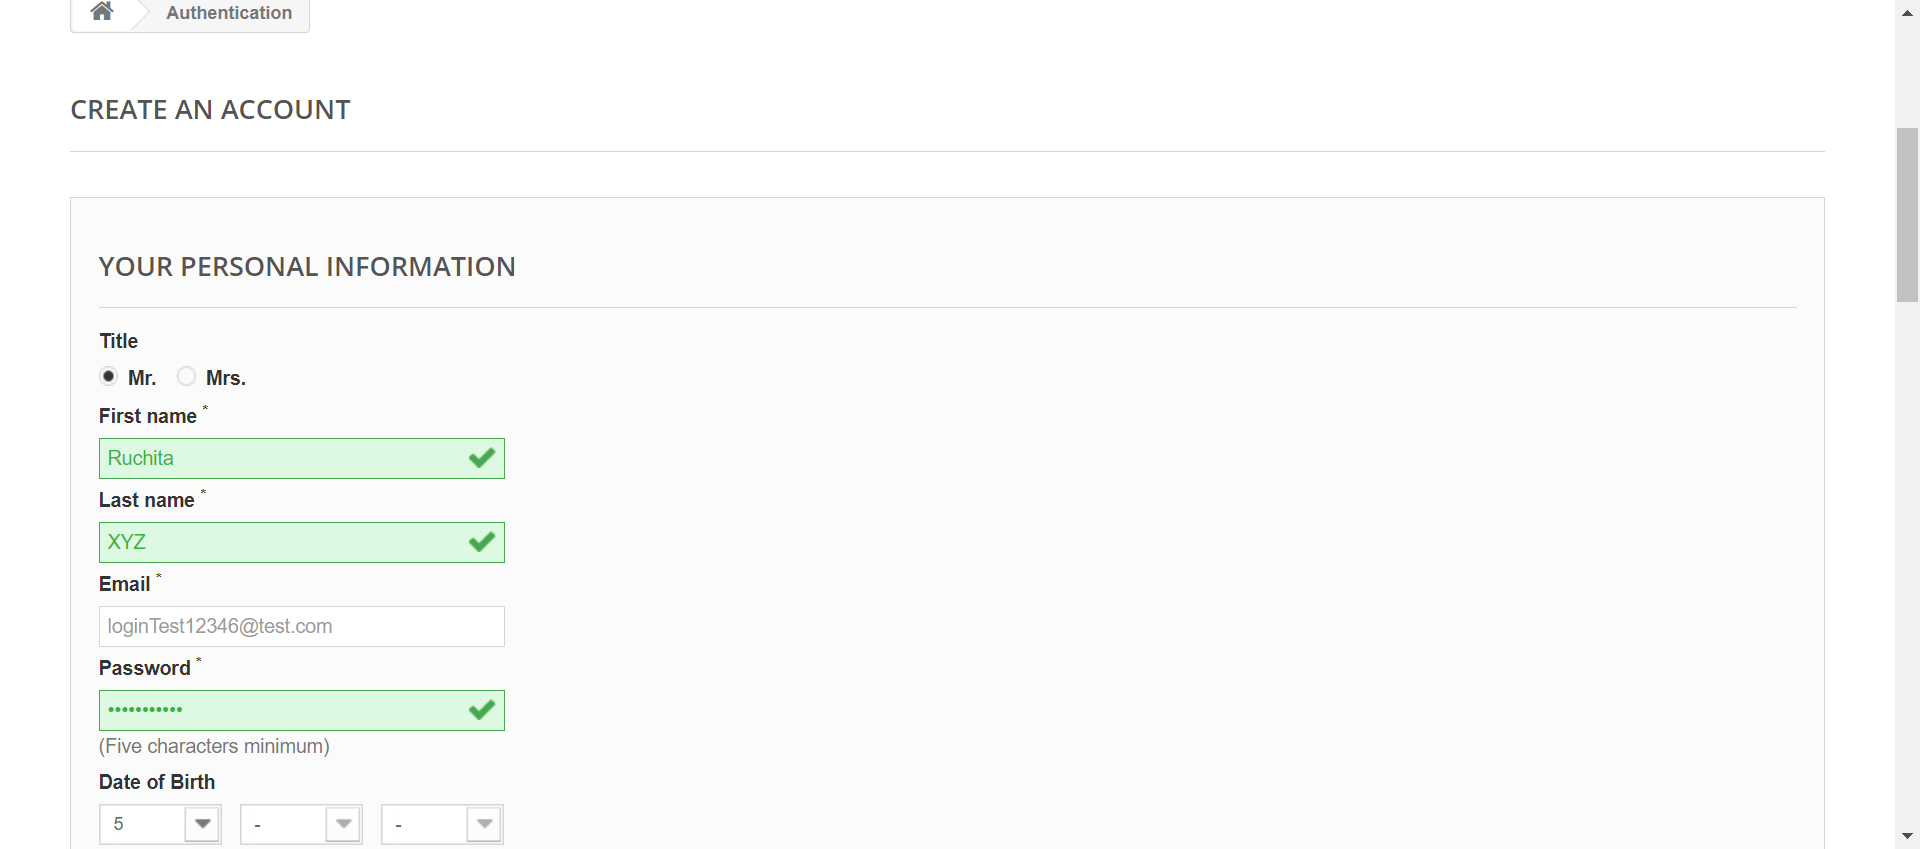 Authentication
CREATE AN ACCOUNT
YOUR PERSONAL INFORMATION
Title
Mr. Mrs.
First name *
Ruchita
Last name *
XYZ
Email *
loginTest12346@test.com
Password *
•••••••••••
(Five characters minimum)
Date of Birth
5 - -